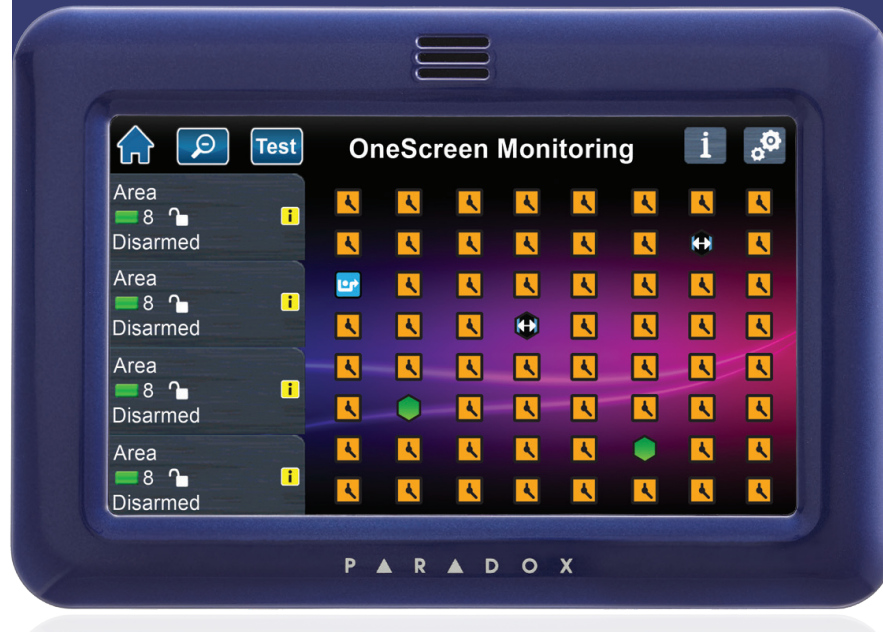 Test
OneScreen Monitoring
i
Area
8
i
Disarmed
Area
8
i
Disarmed
Area
8
i
Disarmed
Area
8
i
Disarmed
PARADOX